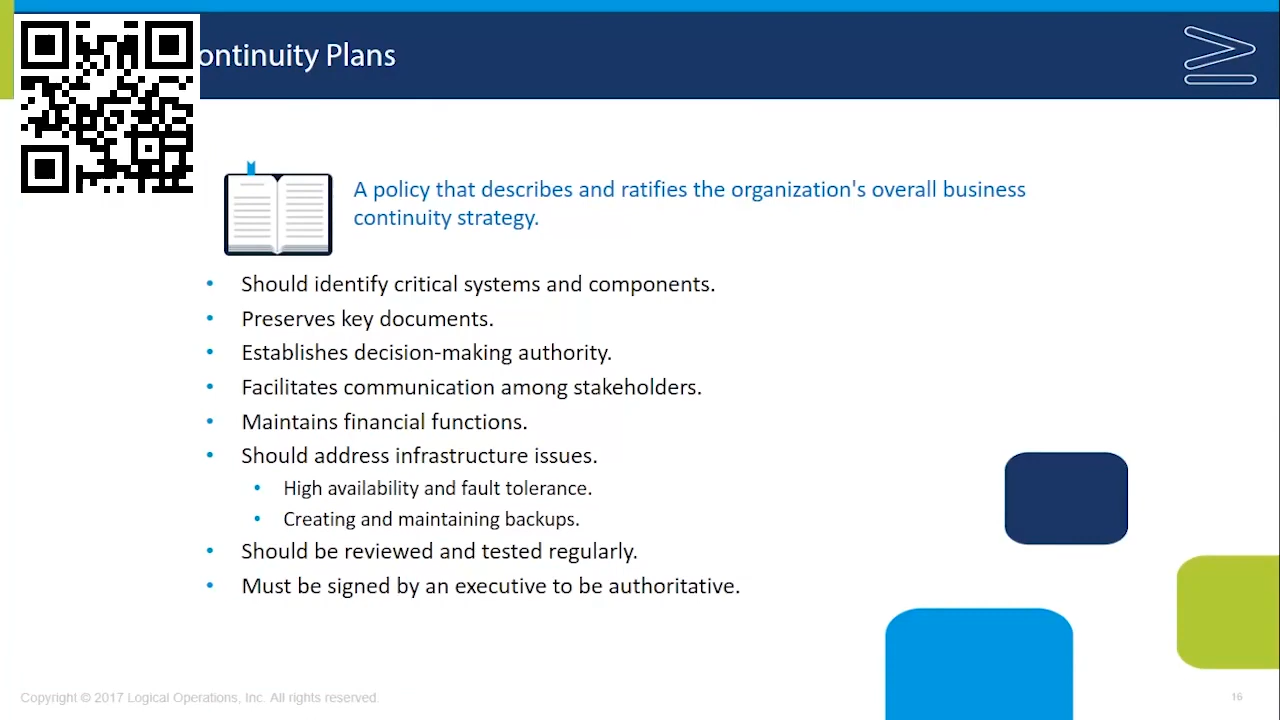 ontinuity Plans
A policy that describes and ratifies the organization's overall business
continuity strategy.
• Should identify critical systems and components.
• Preserves key documents.
• Establishes decision-making authority.
• Facilitates communication among stakeholders.
• Maintains financial functions.
• Should address infrastructure issues.
• High availability and fault tolerance.
• Creating and maintaining backups.
• Should be reviewed and tested regularly.
• Must be signed by an executive to be authoritative.
Copyright © 2017 Logical Operations, Inc. All rights reserved.
16